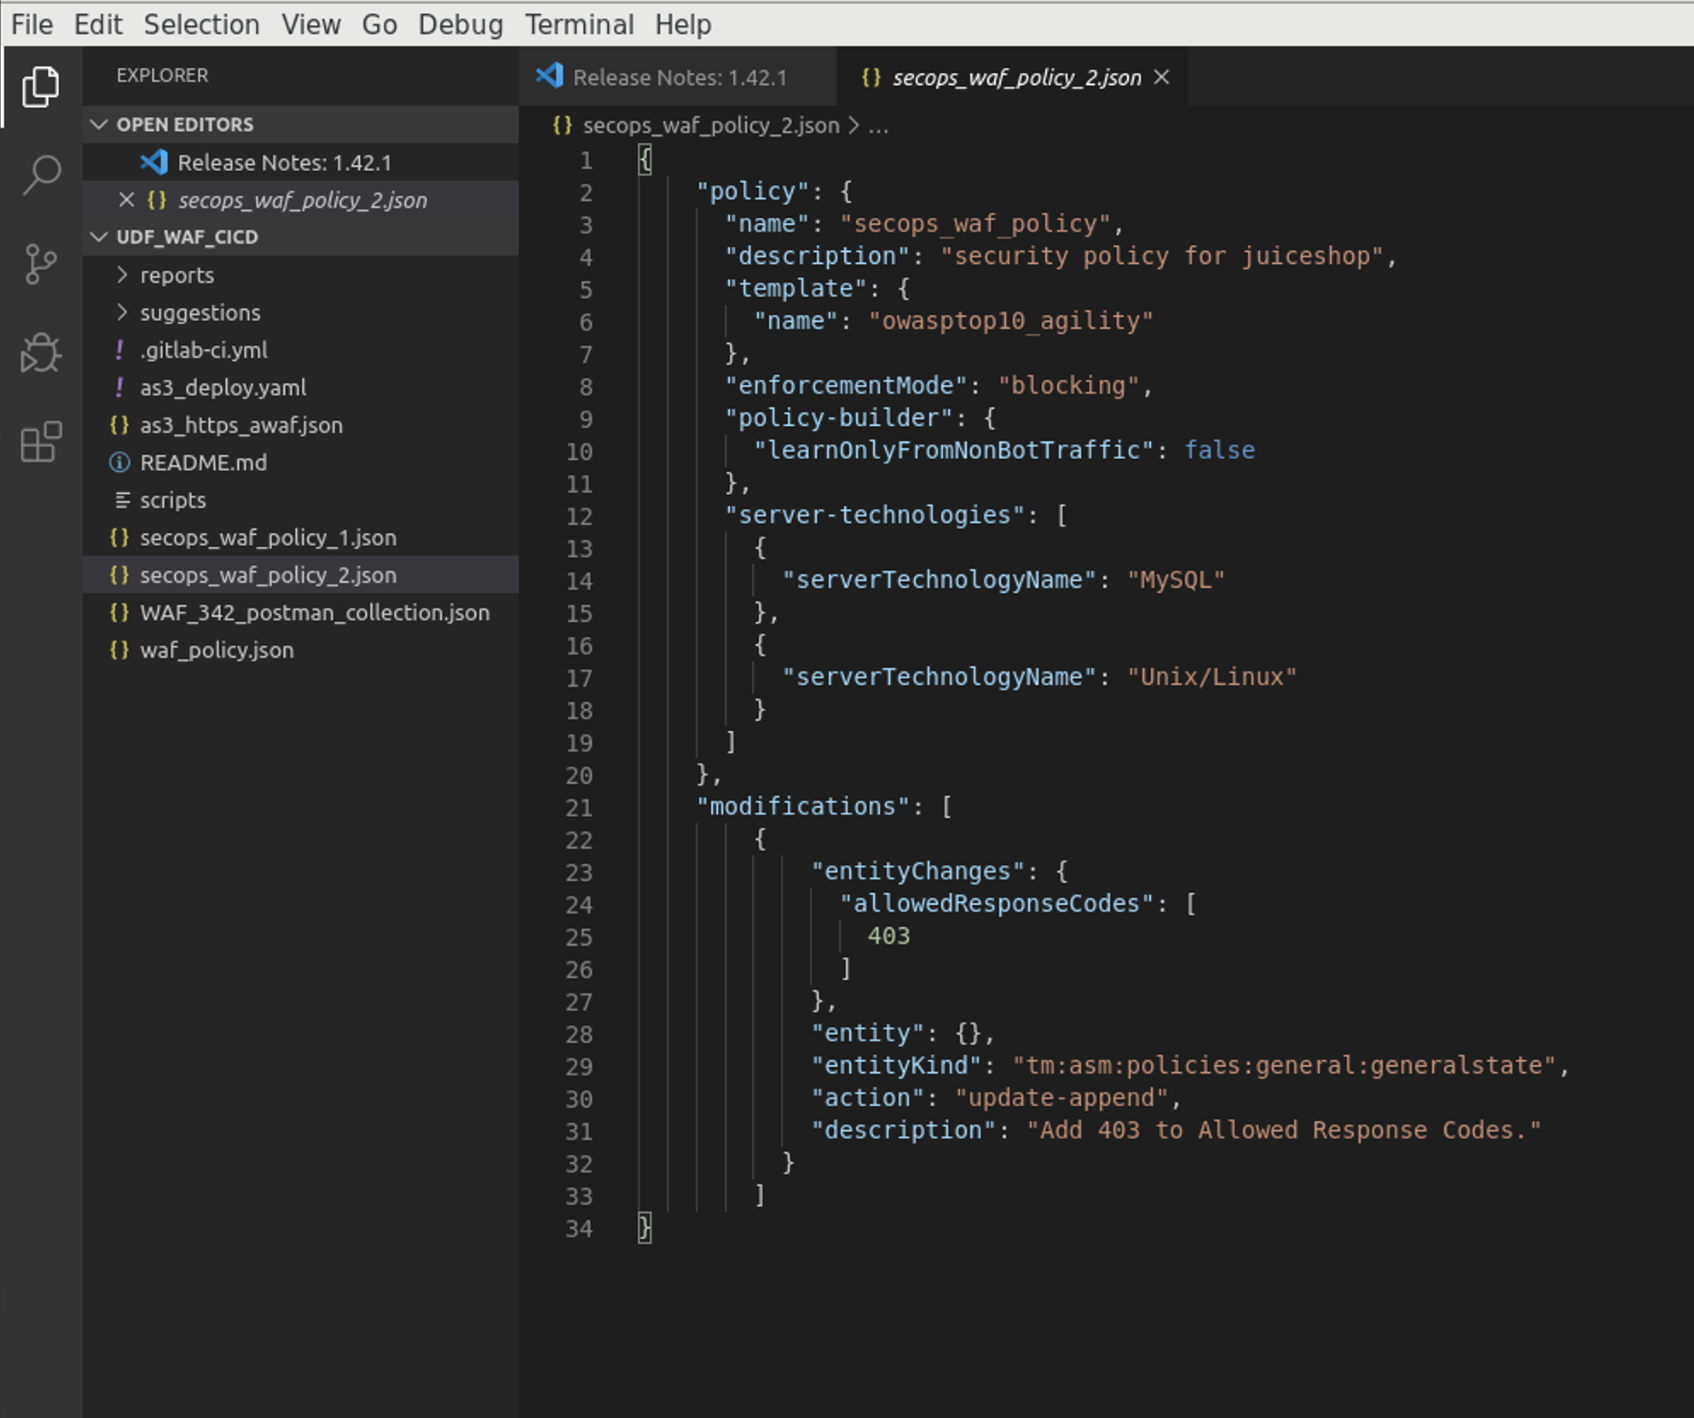 File Edit Selection View Go Debug Terminal Help
EXPLORER
OPEN EDITORS
Release Notes: 1.42.1
secops_waf_policy_2.json
UDF_WAF_CICD
reports
suggestions
.gitlab-ci.yml
as3_deploy.yaml
as3_https_awaf.json
README.md
scripts
secops_waf_policy_1.json
secops_waf_policy_2.json
WAF_342_postman_collection.json
waf_policy.json
Release Notes: 1.42.1 {} secops_waf_policy_2.json
{} secops_waf_policy_2.json > ...
1 {
2 "policy": {
3 "name": "secops_waf_policy",
4 "description": "security policy for juiceshop",
5 "template": {
6 "name": "owasptop10_agility"
7 },
8 "enforcementMode": "blocking",
9 "policy-builder": {
10 "learnOnlyFromNonBotTraffic": false
11 },
12 "server-technologies": [
13 {
14 "serverTechnologyName": "MySQL"
15 },
16 {
17 "serverTechnologyName": "Unix/Linux"
18 }
19 ]
20 },
21 "modifications": [
22 {
23 "entityChanges": {
24 "allowedResponseCodes": [
25 403
26 ]
27 },
28 "entity": {},
29 "entityKind": "tm:asm:policies:general:generalstate",
30 "action": "update-append",
31 "description": "Add 403 to Allowed Response Codes."
32 }
33 ]
34 }